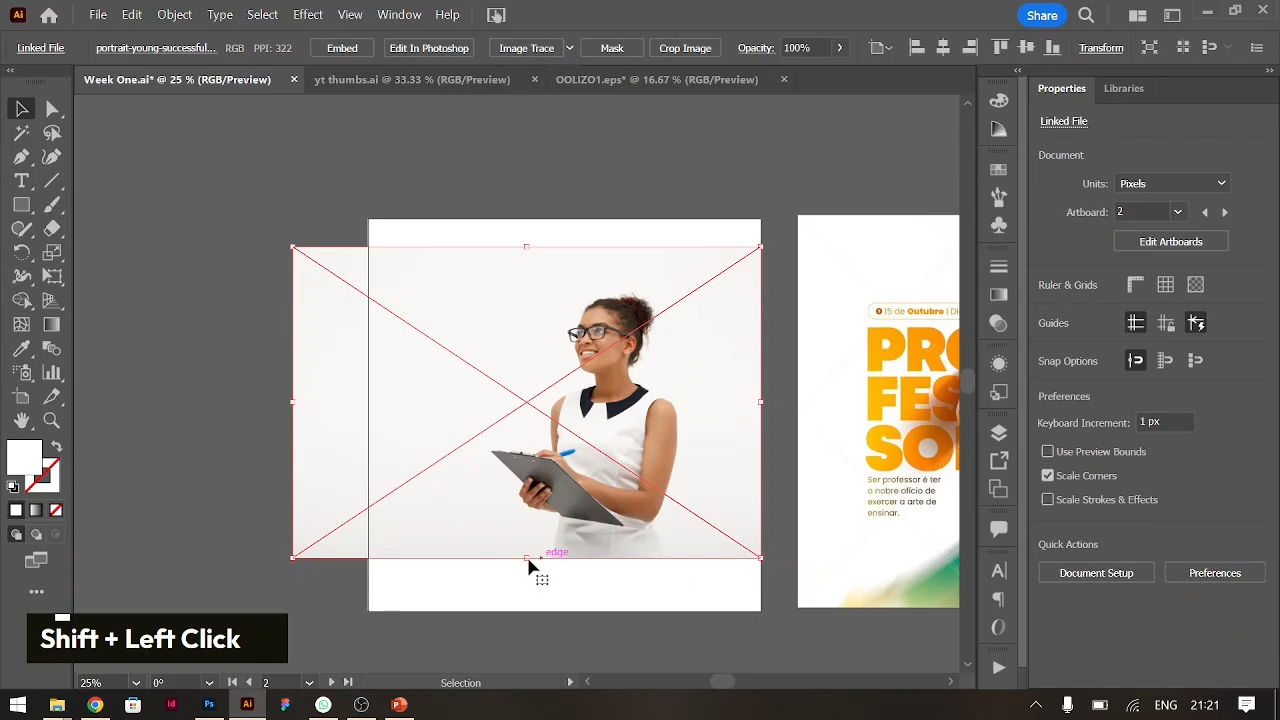 File Edit Object Type Select Effect View Window Help
Share
Linked File portrait-young-successful... RGB PPI: 322 Embed Edit In Photoshop Image Trace Mask Crop Image Opacity: 100% Transform
Week One.ai* @ 25 % (RGB/Preview) tt thumbs.ai @ 33.33 % (RGB/Preview) OOLIZO1.eps* @ 16.67 % (RGB/Preview)
Properties Libraries
Linked File
Document
Units: Pixels
Artboard: 2
Edit Artboards
Ruler & Grids
Guides
Snap Options
Preferences
Keyboard Increment: 1 px
Use Preview Bounds
Scale Corners
Scale Strokes & Effects
Quick Actions
Document Setup Preferences
15 de Outubro | Di
PRO
FES
SO
Ser professor é ter
o nobre ofício de
exercer a arte de
ensinar.
edge
Shift + Left Click
25% 0° 2 Selection
ENG 21:21